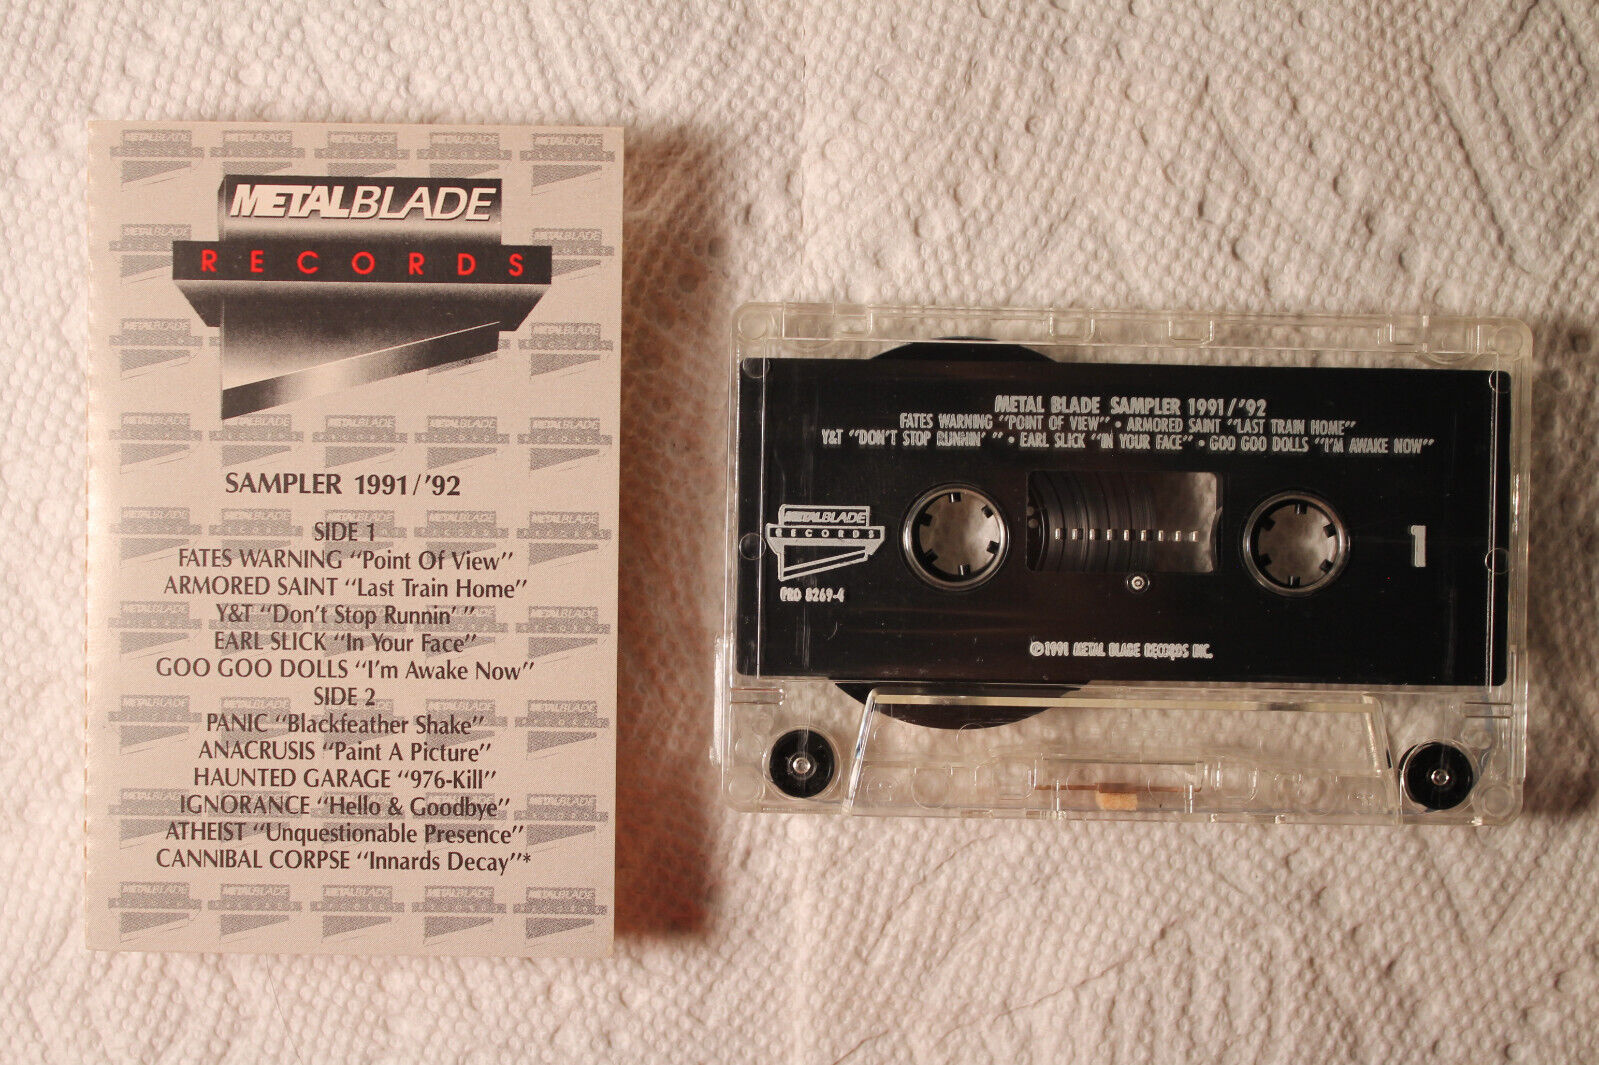 METALBLADE
RECORDS
SAMPLER 1991/'92
SIDE 1
FATES WARNING "Point Of View"
ARMORED SAINT "Last Train Home"
Y&T "Don't Stop Runnin' "
EARL SLICK "In Your Face"
GOO GOO DOLLS "I'm Awake Now"
SIDE 2
PANIC "Blackfeather Shake"
ANACRUSIS "Paint A Picture"
HAUNTED GARAGE "976-Kill"
IGNORANCE "Hello & Goodbye"
ATHEIST "Unquestionable Presence"
CANNIBAL CORPSE "Innards Decay"*
METAL BLADE SAMPLER 1991/'92
FATES WARNING "POINT OF VIEW" • ARMORED SAINT "LAST TRAIN HOME"
Y&T "DON'T STOP RUNNIN' " • EARL SLICK "IN YOUR FACE" • GOO GOO DOLLS "I'M AWAKE NOW"
METALBLADE
RECORDS
PRO 8269-4
1
©1991 METAL BLADE RECORDS INC.